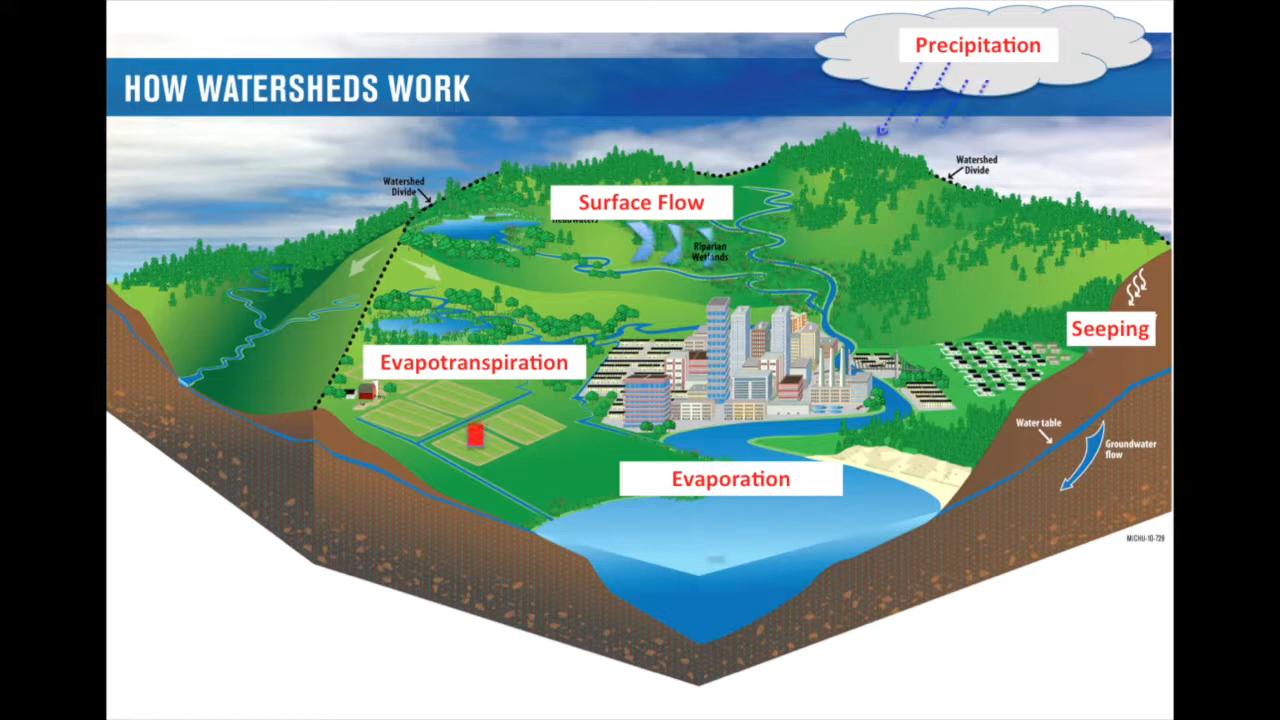 Precipitation
HOW WATERSHEDS WORK
Watershed
Divide
Watershed
Divide
Surface Flow
Headwaters
Riparian
Wetlands
Seeping
Evapotranspiration
Water table
Groundwater
flow
Evaporation
MICHU-10-729